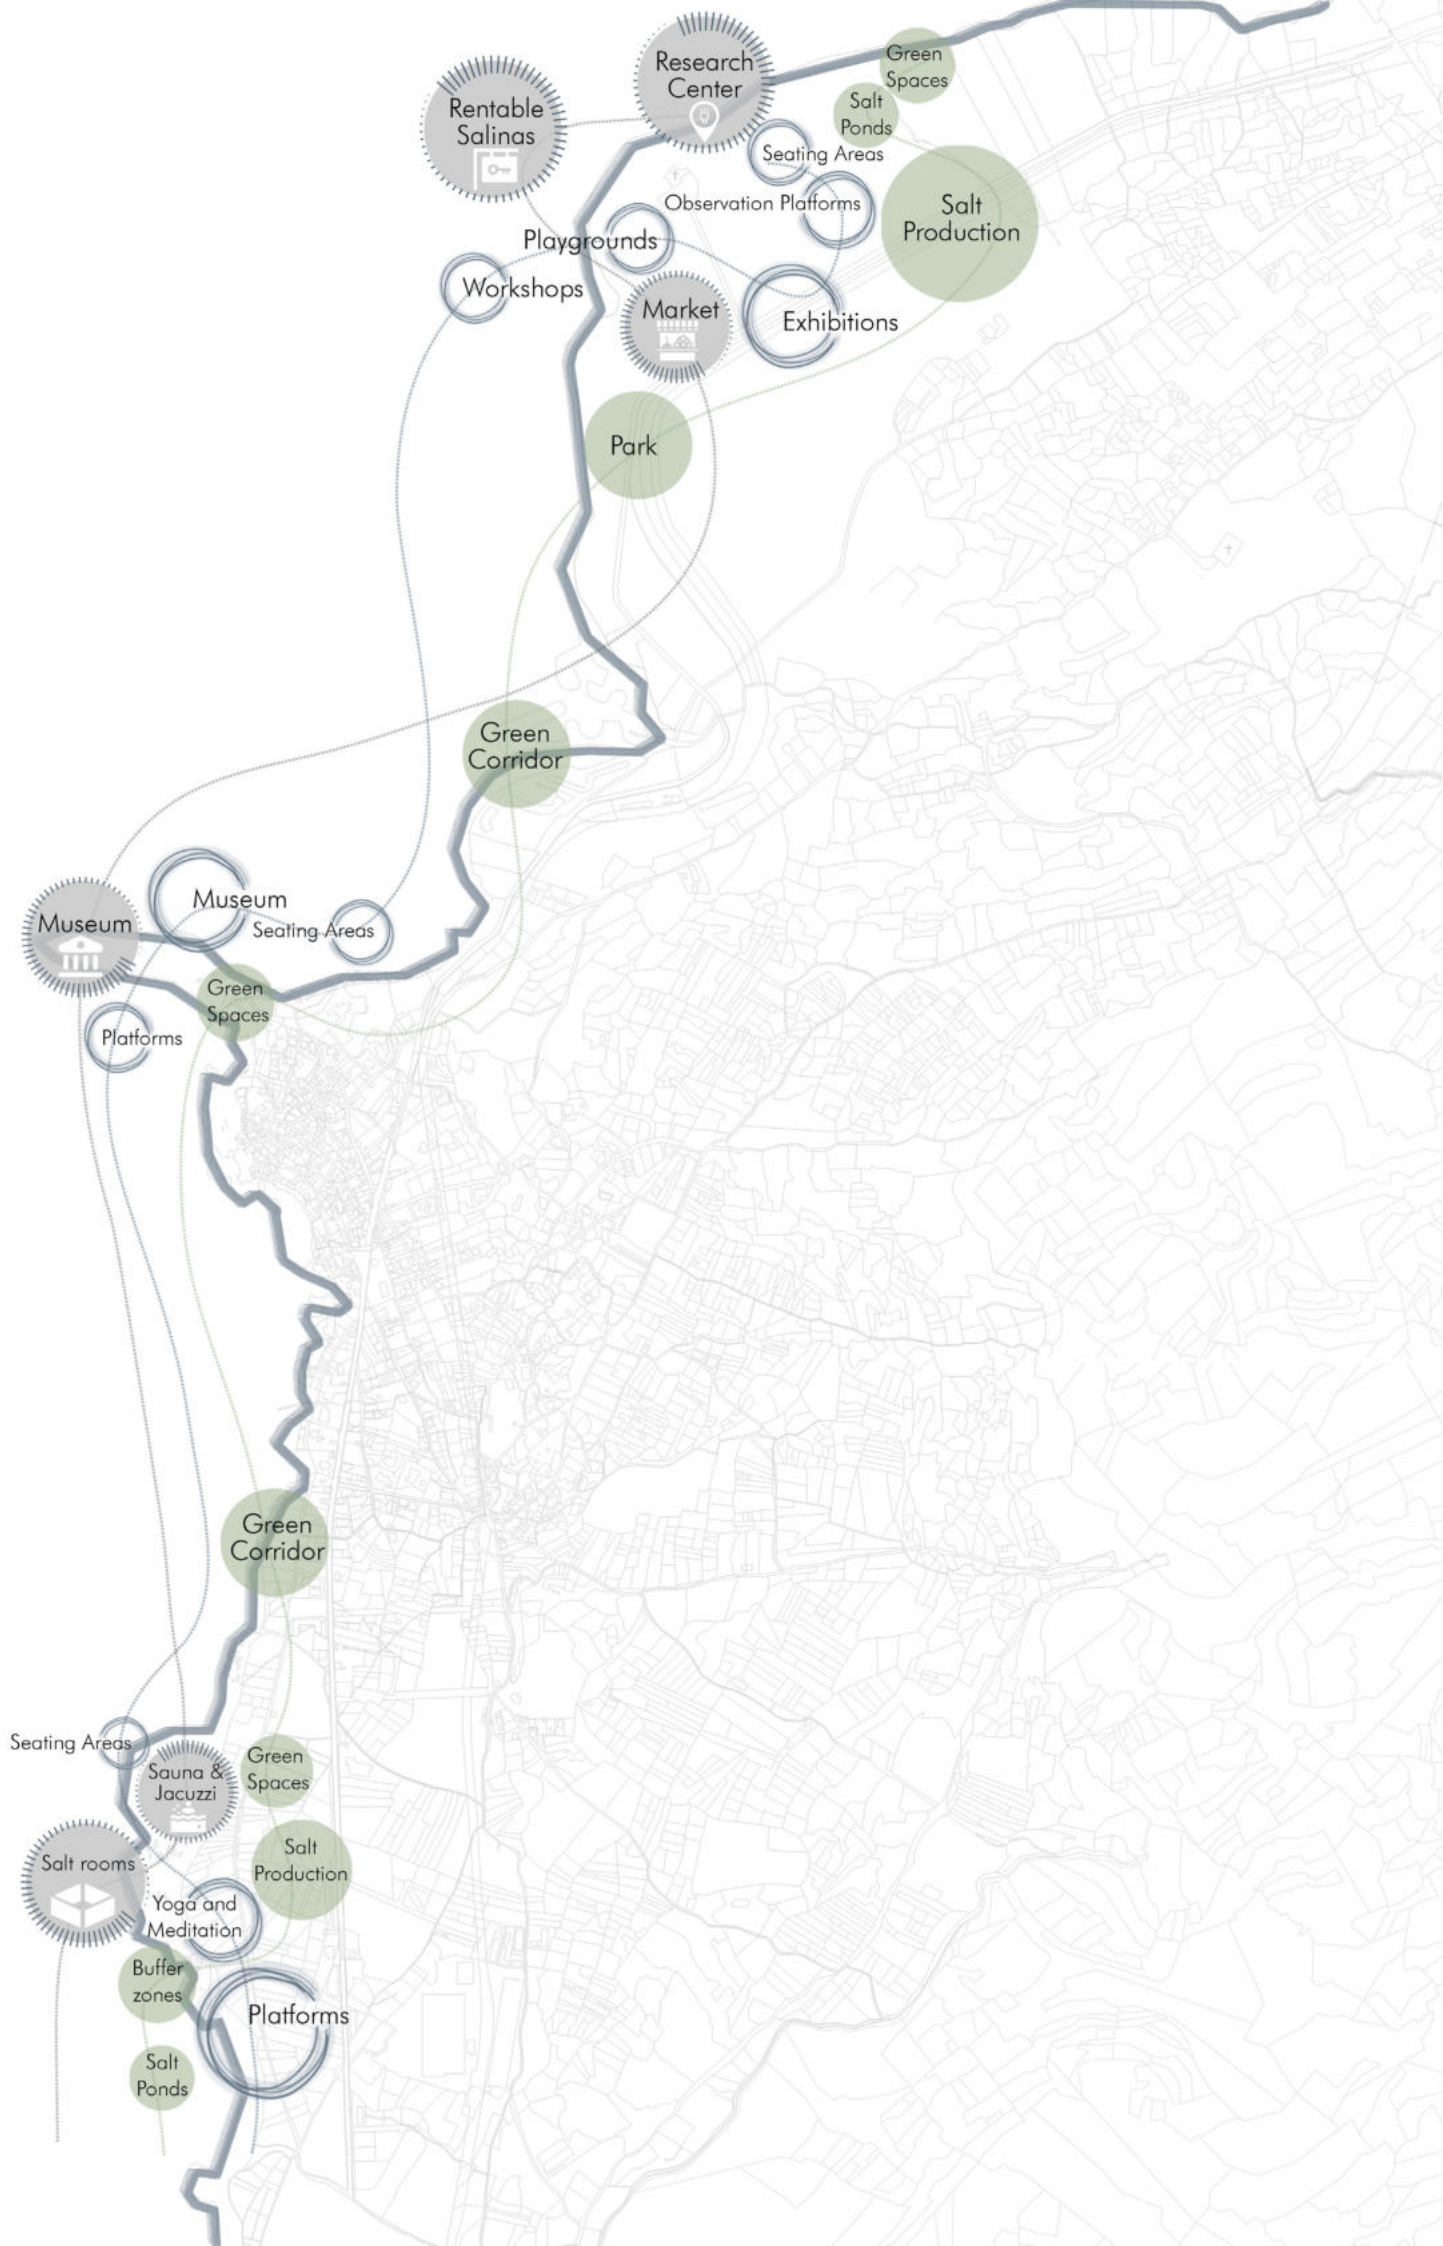 Research
Center
Green
Spaces
Rentable
Salinas
Salt
Ponds
Seating Areas
Observation Platforms
Salt
Production
Playgrounds
Workshops
Market
Exhibitions
Park
Green
Corridor
Museum
Museum
Seating Areas
Green
Spaces
Platforms
Green
Corridor
Seating Areas
Sauna &
Jacuzzi
Green
Spaces
Salt rooms
Salt
Production
Yoga and
Meditation
Buffer
zones
Platforms
Salt
Ponds